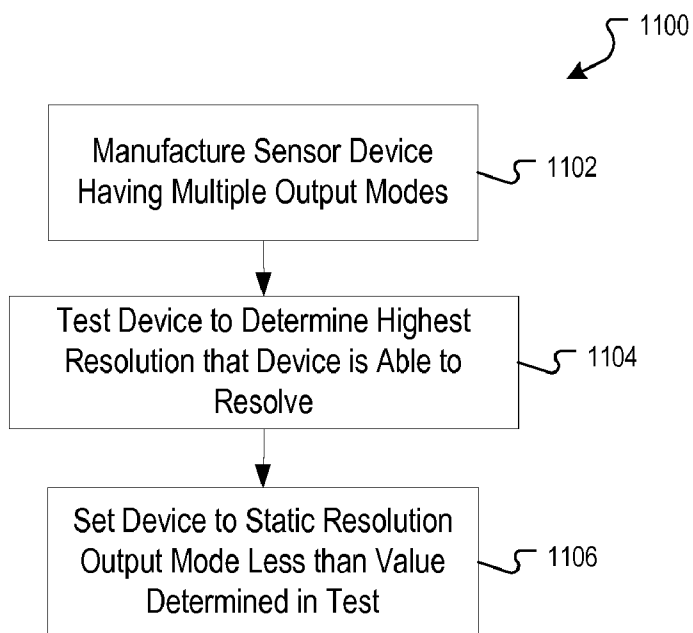 1100
Manufacture Sensor Device
Having Multiple Output Modes
1102
Test Device to Determine Highest
Resolution that Device is Able to
Resolve
1104
Set Device to Static Resolution
Output Mode Less than Value
Determined in Test
1106